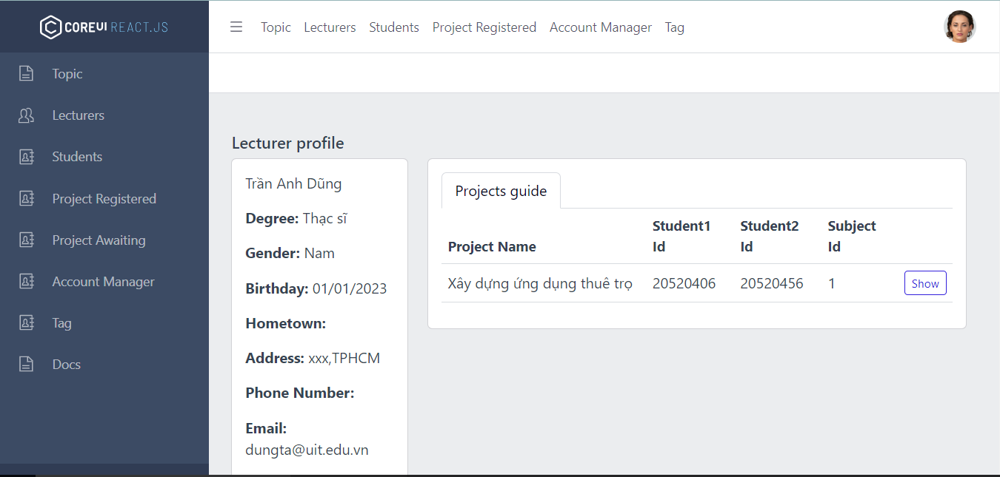 COREUI REACT.JS
Topic Lecturers Students Project Registered Account Manager Tag
Topic
Lecturers
Students
Project Registered
Project Awaiting
Account Manager
Tag
Docs
Lecturer profile
Trần Anh Dũng
Degree: Thạc sĩ
Gender: Nam
Birthday: 01/01/2023
Hometown:
Address: xxx,TPHCM
Phone Number:
Email:
dungta@uit.edu.vn
Projects guide
Project Name Student1 Id Student2 Id Subject Id
Xây dựng ứng dụng thuê trọ 20520406 20520456 1 Show